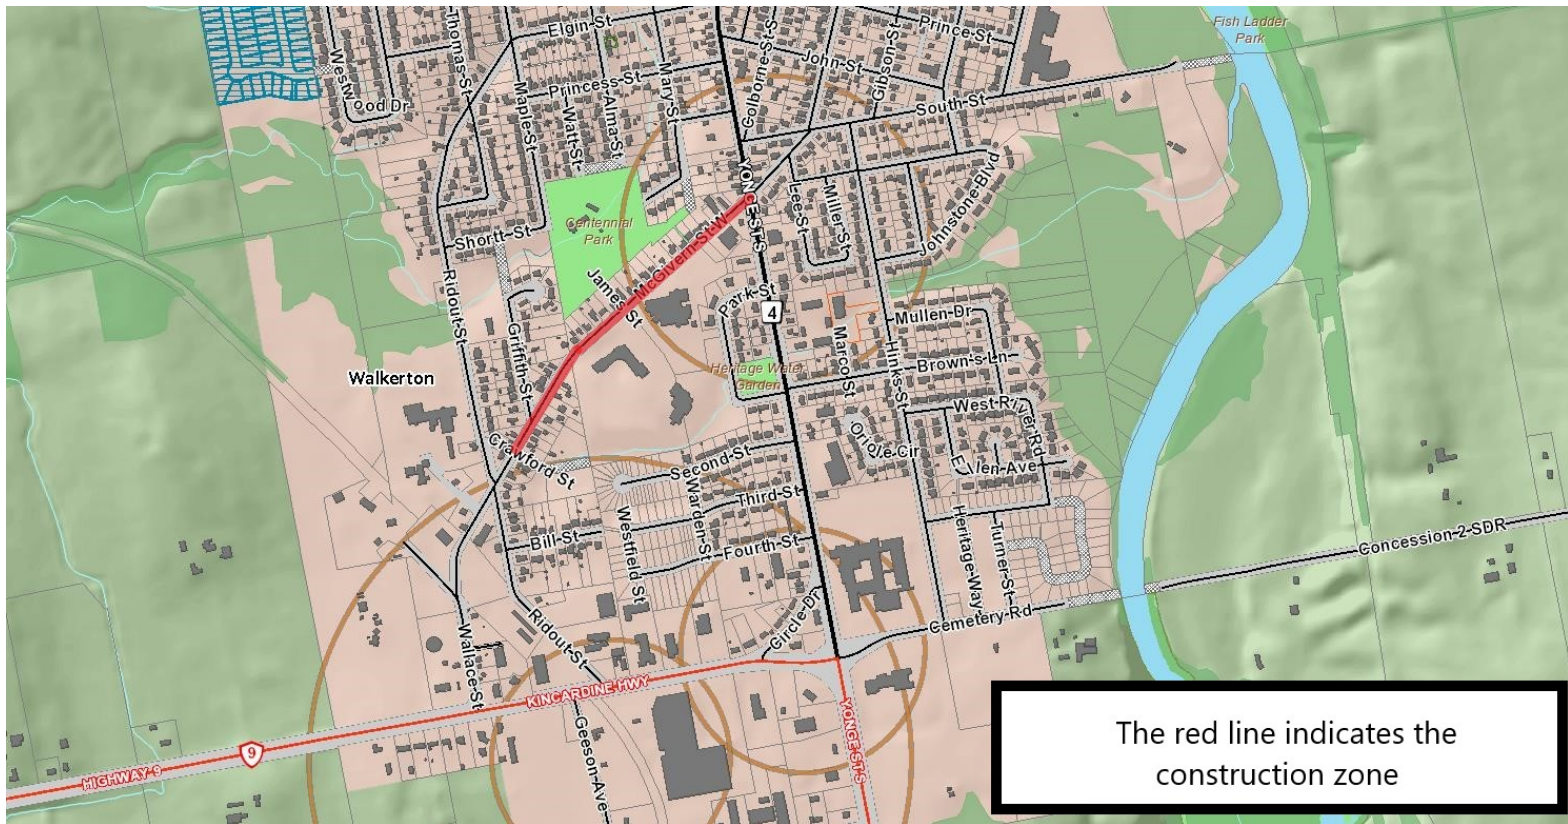 Fish Ladder
Park
Elgin St
Prince St
Thomas St
Westw
ood Dr
Princess St
Mary St
Colborne St S
John St
Gibson St
South St
Maple St
Watt St
Alma St
YONGE ST S
Lee St
Miller St
Johnstone Blvd
Centennial
Park
Shortt St
McGivern St W
James St
Ridout St
Griffith St
Park St
4
Mullen Dr
Marco St
Hinks St
Brown's Ln
Walkerton
Heritage Water
Garden
West River Rd
Crawford St
Second St
Oriol
le Cir
El
len Ave
Third St
Warden St
Westfield St
Bill St
Fourth St
Heritage Way
Turner St
Concession 2 SDR
Circle Dr
Cemetery Rd
Wallace St
Ridout St
KINCARDINE HWY
YONGE ST S
Geeson Ave
9
HIGHWAY 9
The red line indicates the
construction zone